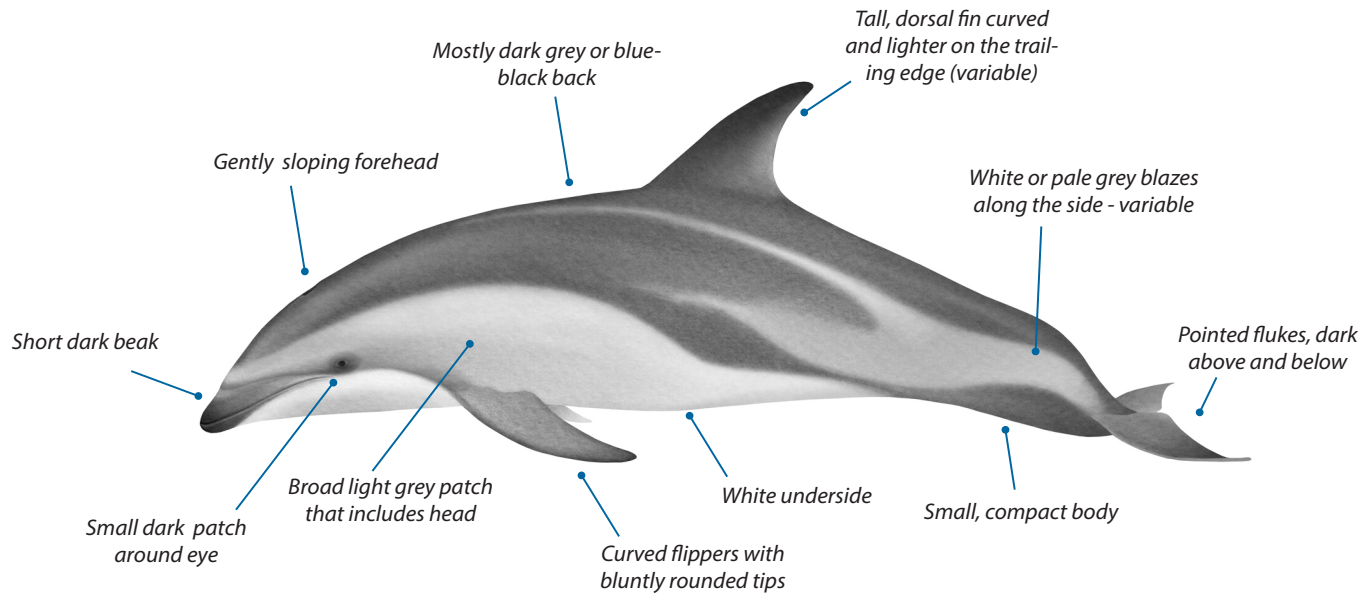 Tall, dorsal fin curved
and lighter on the trail-
ing edge (variable)
Mostly dark grey or blue-
black back
Gently sloping forehead
White or pale grey blazes
along the side - variable
Short dark beak
Pointed flukes, dark
above and below
Broad light grey patch
that includes head
White underside
Small, compact body
Small dark patch
around eye
Curved flippers with
bluntly rounded tips